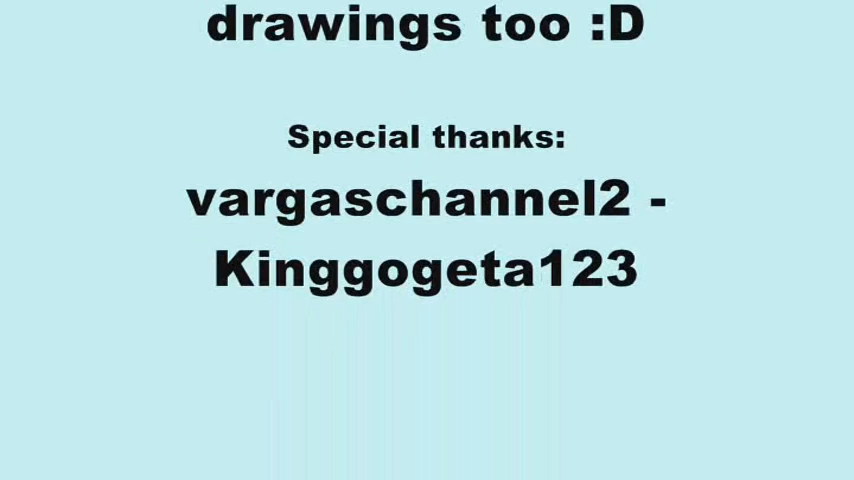 drawings too :D
Special thanks:
vargaschannel2 -
Kinggogeta123